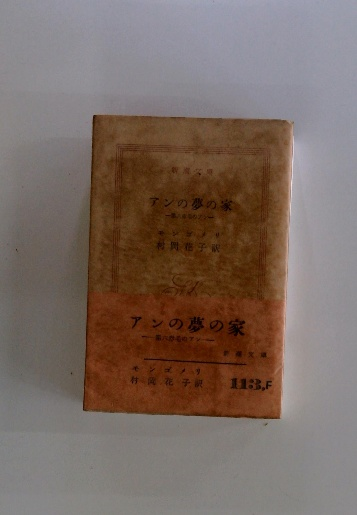 新潮文庫
アンの夢の家
モンゴメリ
村岡花子訳
アンの夢の家
新潮文庫
モンゴメリ
村岡花子訳
113,F